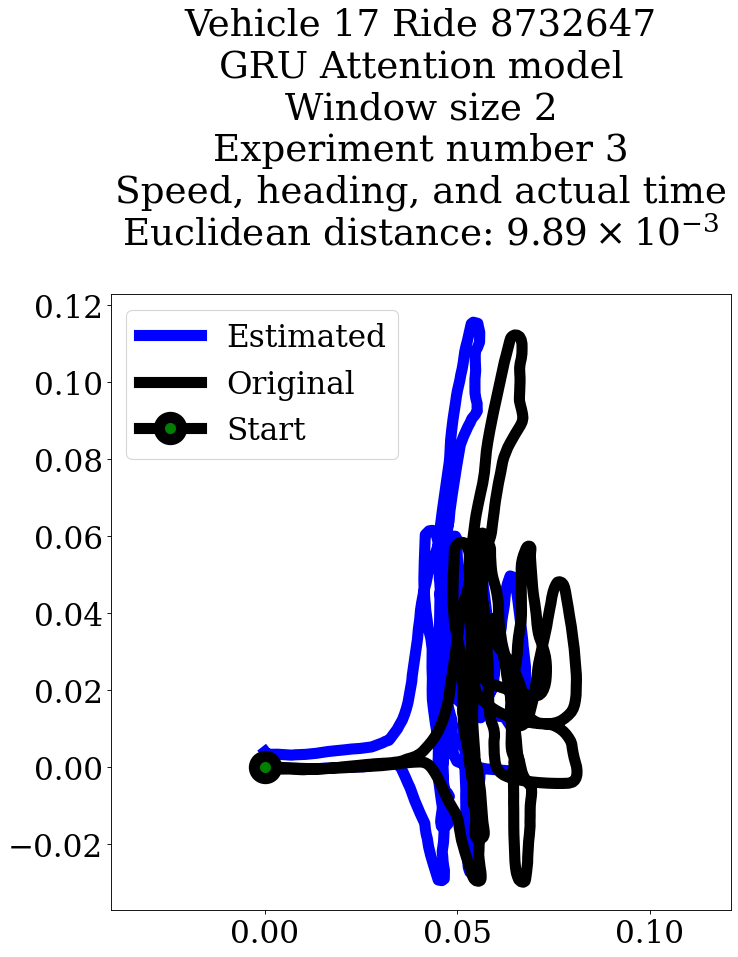 Vehicle 17 Ride 8732647
GRU Attention model
Window size 2
Experiment number 3
Speed, heading, and actual time
Euclidean distance: 9.89 × 10⁻³
0.12
0.10
0.08
0.06
0.04
0.02
0.00
−0.02
Estimated
Original
Start
0.00 0.05 0.10